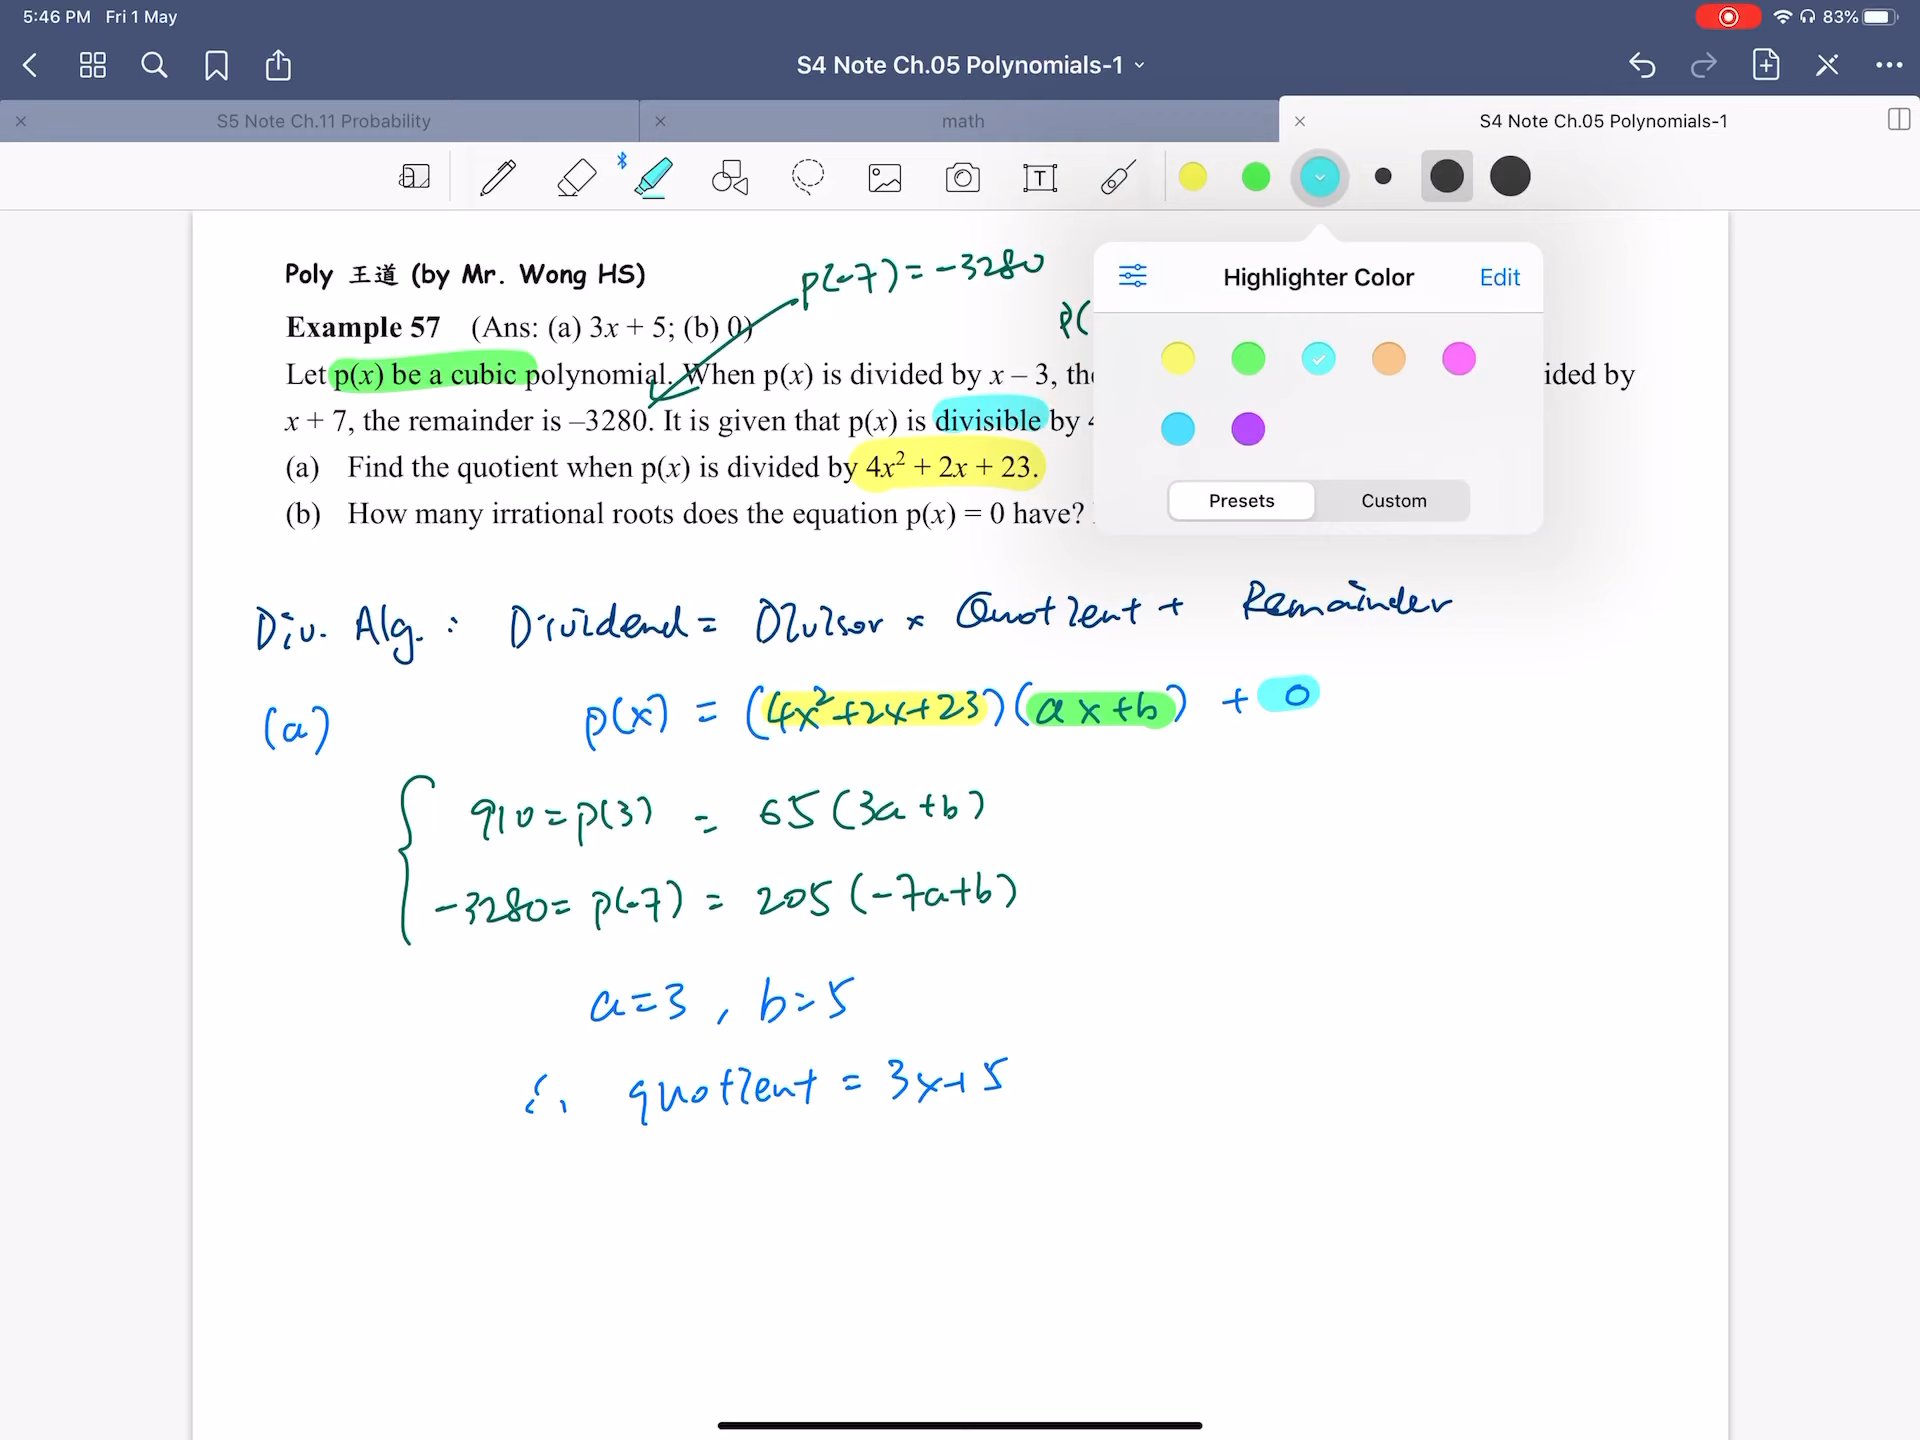 5:46 PM Fri 1 May
83%
S4 Note Ch.05 Polynomials-1
S5 Note Ch.11 Probability
math
S4 Note Ch.05 Polynomials-1
Poly 王道 (by Mr. Wong HS)
p(-7) = -3280
Example 57 (Ans: (a) 3x + 5; (b) 0)
p(
Let p(x) be a cubic polynomial. When p(x) is divided by x – 3, the
ided by
x + 7, the remainder is –3280. It is given that p(x) is divisible by 4
(a) Find the quotient when p(x) is divided by 4x² + 2x + 23.
(b) How many irrational roots does the equation p(x) = 0 have?
Highlighter Color
Edit
Presets
Custom
Div. Alg. : Dividend = Divisor × Quotient + Remainder
(a) p(x) = (4x²+2x+23)(ax+b) + 0
910 = p(3) = 65(3a+b)
-3280 = p(-7) = 205(-7a+b)
a=3, b=5
∴ quotient = 3x+5